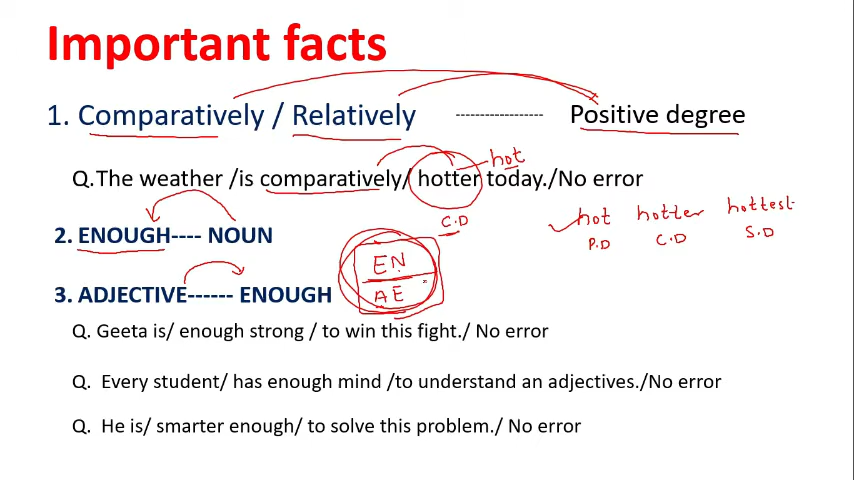 Important facts
1. Comparatively / Relatively ------------------ Positive degree
hot
Q.The weather /is comparatively/ hotter today./No error
C.D
hot hotter hottest
P.D C.D S.D
2. ENOUGH---- NOUN
EN
AE
3. ADJECTIVE------ ENOUGH
Q. Geeta is/ enough strong / to win this fight./ No error
Q. Every student/ has enough mind /to understand an adjectives./No error
Q. He is/ smarter enough/ to solve this problem./ No error